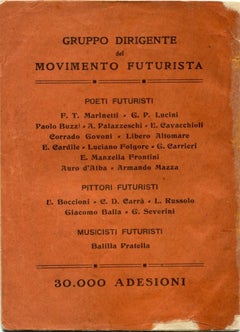 GRUPPO DIRIGENTE
del
MOVIMENTO FUTURISTA
POETI FUTURISTI
F. T. Marinetti - G. P. Lucini
Paolo Buzzi - A. Palazzeschi - E. Cavacchioli
Corrado Govoni - Libero Altomare
E. Cardile - Luciano Folgore - G. Carrieri
E. Manzella Frontini
Auro d'Alba - Armando Mazza
PITTORI FUTURISTI
U. Boccioni - C. D. Carrà - L. Russolo
Giacomo Balla - G. Severini
MUSICISTI FUTURISTI
Balilla Pratella
30.000 ADESIONI